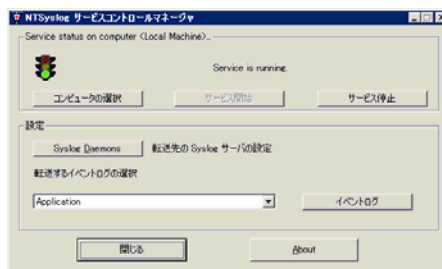 NTSyslog サービスコントロールマネージャ
Service status on computer <Local Machine>...
Service is running.
コンピュータの選択
サービス開始
サービス停止
設定
Syslog Daemons
転送先の Syslog サーバの設定
転送するイベントログの選択
Application
イベントログ
閉じる
About